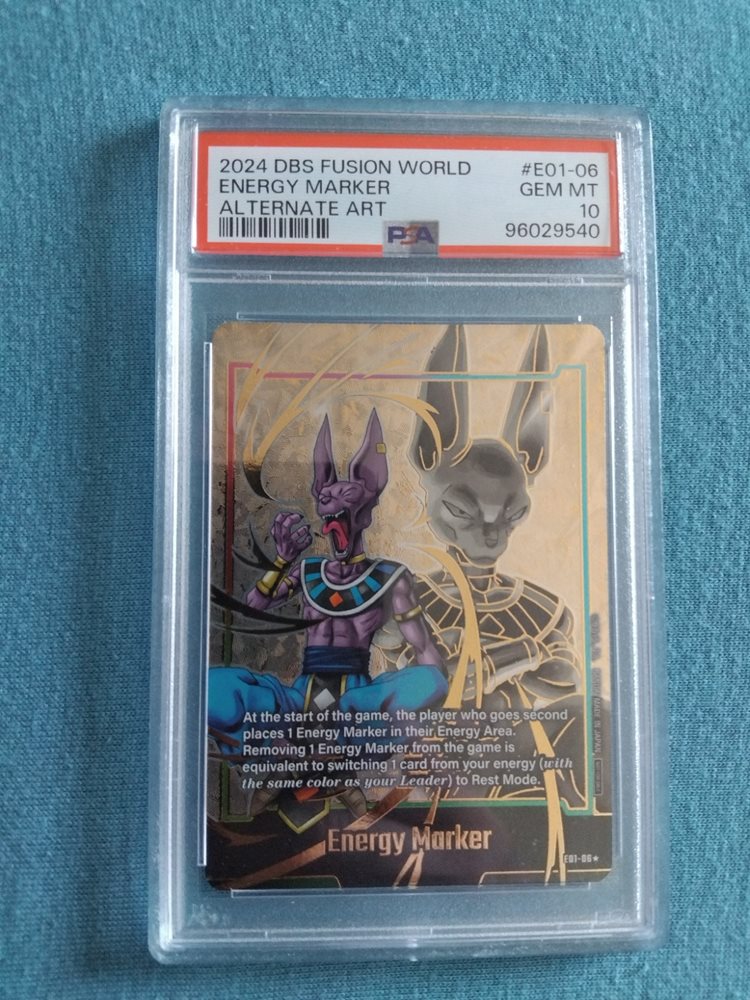 2024 DBS FUSION WORLD #E01-06
ENERGY MARKER GEM MT
ALTERNATE ART 10
PSA 96029540
At the start of the game, the player who goes second
places 1 Energy Marker in their Energy Area.
Removing 1 Energy Marker from the game is
equivalent to switching 1 card from your energy (with
the same color as your Leader) to Rest Mode.
Energy Marker
E01-06★